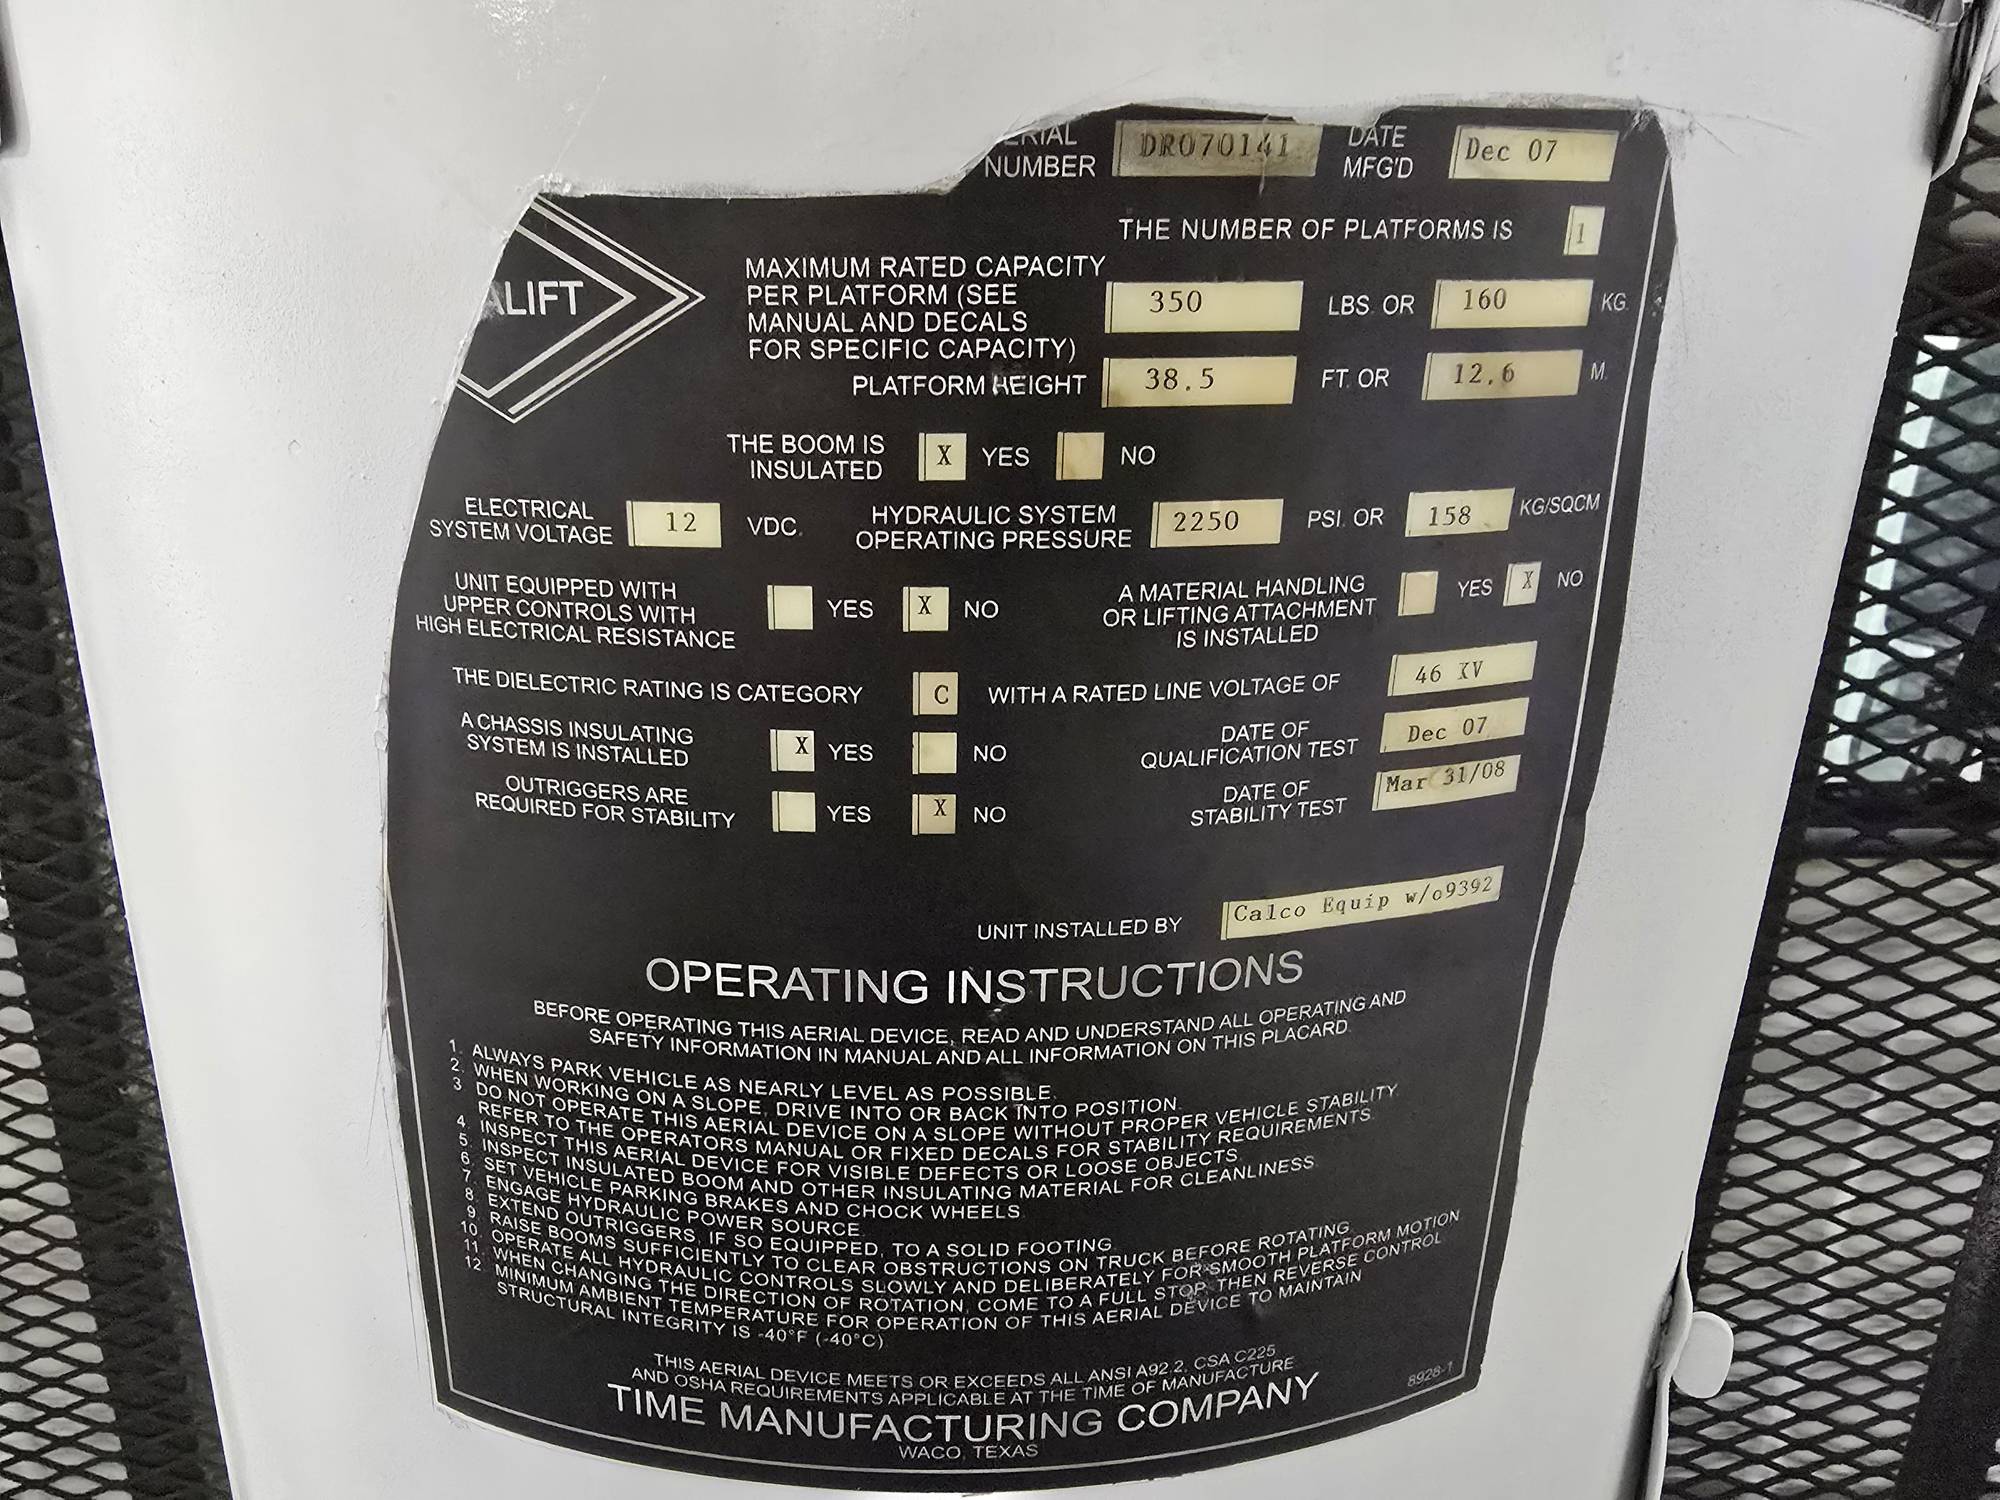 NUMBER DR070141 DATE MFG'D Dec 07
THE NUMBER OF PLATFORMS IS 1
MAXIMUM RATED CAPACITY
PER PLATFORM (SEE
MANUAL AND DECALS
FOR SPECIFIC CAPACITY)
350 LBS. OR 160 KG.
PLATFORM HEIGHT 38.5 FT. OR 12.6 M.
THE BOOM IS
INSULATED
X YES NO
ELECTRICAL
SYSTEM VOLTAGE
12 VDC.
HYDRAULIC SYSTEM
OPERATING PRESSURE
2250 PSI. OR 158 KG/SQCM
UNIT EQUIPPED WITH
UPPER CONTROLS WITH
HIGH ELECTRICAL RESISTANCE
YES X NO
A MATERIAL HANDLING
OR LIFTING ATTACHMENT
IS INSTALLED
YES X NO
THE DIELECTRIC RATING IS CATEGORY C WITH A RATED LINE VOLTAGE OF 46 KV
A CHASSIS INSULATING
SYSTEM IS INSTALLED
X YES NO
DATE OF
QUALIFICATION TEST
Dec 07
OUTRIGGERS ARE
REQUIRED FOR STABILITY
YES X NO
DATE OF
STABILITY TEST
Mar 31/08
UNIT INSTALLED BY Calco Equip w/o9392
OPERATING INSTRUCTIONS
BEFORE OPERATING THIS AERIAL DEVICE, READ AND UNDERSTAND ALL OPERATING AND
SAFETY INFORMATION IN MANUAL AND ALL INFORMATION ON THIS PLACARD.
1. ALWAYS PARK VEHICLE AS NEARLY LEVEL AS POSSIBLE.
2. WHEN WORKING ON A SLOPE, DRIVE INTO OR BACK INTO POSITION.
3. DO NOT OPERATE THIS AERIAL DEVICE ON A SLOPE WITHOUT PROPER VEHICLE STABILITY.
REFER TO THE OPERATORS MANUAL OR FIXED DECALS FOR STABILITY REQUIREMENTS.
4. INSPECT THIS AERIAL DEVICE FOR VISIBLE DEFECTS OR LOOSE OBJECTS.
5. INSPECT INSULATED BOOM AND OTHER INSULATING MATERIAL FOR CLEANLINESS.
6. SET VEHICLE PARKING BRAKES AND CHOCK WHEELS.
7. ENGAGE HYDRAULIC POWER SOURCE.
8. EXTEND OUTRIGGERS, IF SO EQUIPPED, TO A SOLID FOOTING.
9. RAISE BOOMS SUFFICIENTLY TO CLEAR OBSTRUCTIONS ON TRUCK BEFORE ROTATING.
10. OPERATE ALL HYDRAULIC CONTROLS SLOWLY AND DELIBERATELY FOR SMOOTH PLATFORM MOTION
11. WHEN CHANGING THE DIRECTION OF ROTATION, COME TO A FULL STOP, THEN REVERSE CONTROL.
12. MINIMUM AMBIENT TEMPERATURE FOR OPERATION OF THIS AERIAL DEVICE TO MAINTAIN
STRUCTURAL INTEGRITY IS -40°F (-40°C)
THIS AERIAL DEVICE MEETS OR EXCEEDS ALL ANSI A92.2, CSA C225
AND OSHA REQUIREMENTS APPLICABLE AT THE TIME OF MANUFACTURE
TIME MANUFACTURING COMPANY
WACO, TEXAS
8928-1